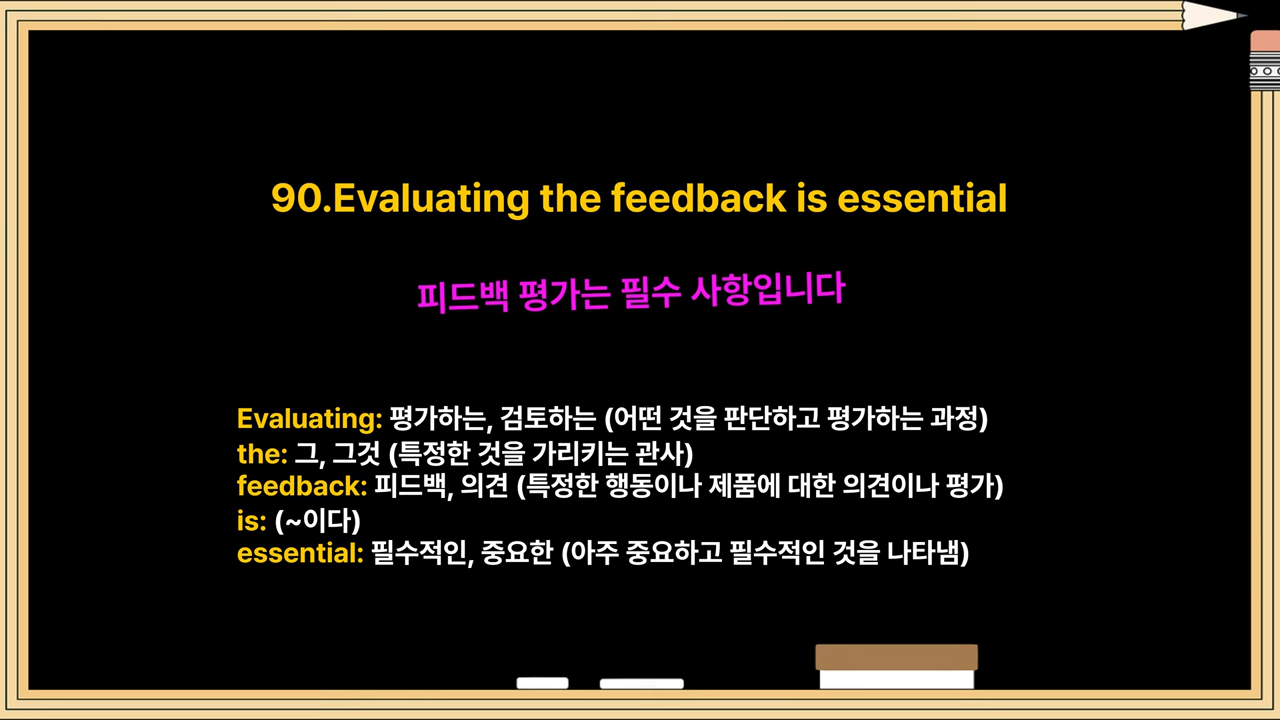 90.Evaluating the feedback is essential
피드백 평가는 필수 사항입니다
Evaluating: 평가하는, 검토하는 (어떤 것을 판단하고 평가하는 과정)
the: 그, 그것 (특정한 것을 가리키는 관사)
feedback: 피드백, 의견 (특정한 행동이나 제품에 대한 의견이나 평가)
is: (~이다)
essential: 필수적인, 중요한 (아주 중요하고 필수적인 것을 나타냄)